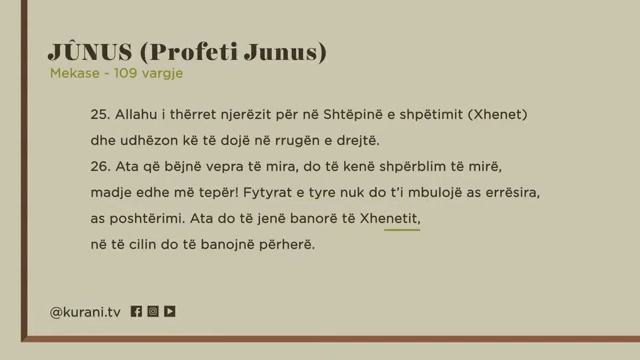 JÛNUS (Profeti Junus)
Mekase - 109 vargje
25. Allahu i thërret njerëzit për në Shtëpinë e shpëtimit (Xhenet)
dhe udhëzon kë të dojë në rrugën e drejtë.
26. Ata që bëjnë vepra të mira, do të kenë shpërblim të mirë,
madje edhe më tepër! Fytyrat e tyre nuk do t'i mbulojë as errësira,
as poshtërimi. Ata do të jenë banorë të Xhenetit,
në të cilin do të banojnë përherë.
@kurani.tv